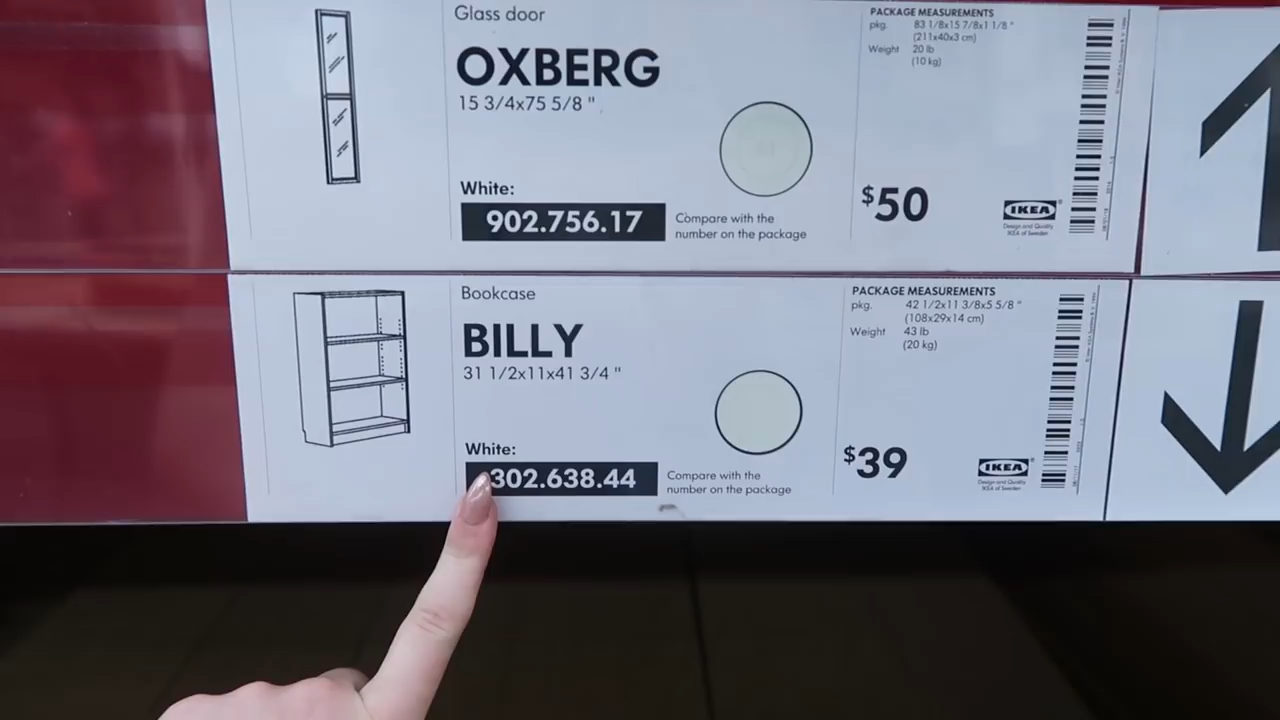 Glass door
OXBERG
15 3/4x75 5/8 "
White:
902.756.17
Compare with the
number on the package
PACKAGE MEASUREMENTS
pkg. 83 1/8x15 7/8x1 1/8 "
(211x40x3 cm)
Weight 20 lb
(10 kg)
$50
IKEA
Design and Quality
IKEA of Sweden
Bookcase
BILLY
31 1/2x11x41 3/4 "
White:
302.638.44
Compare with the
number on the package
PACKAGE MEASUREMENTS
pkg. 42 1/2x11 3/8x5 5/8 "
(108x29x14 cm)
Weight 43 lb
(20 kg)
$39
IKEA
Design and Quality
IKEA of Sweden